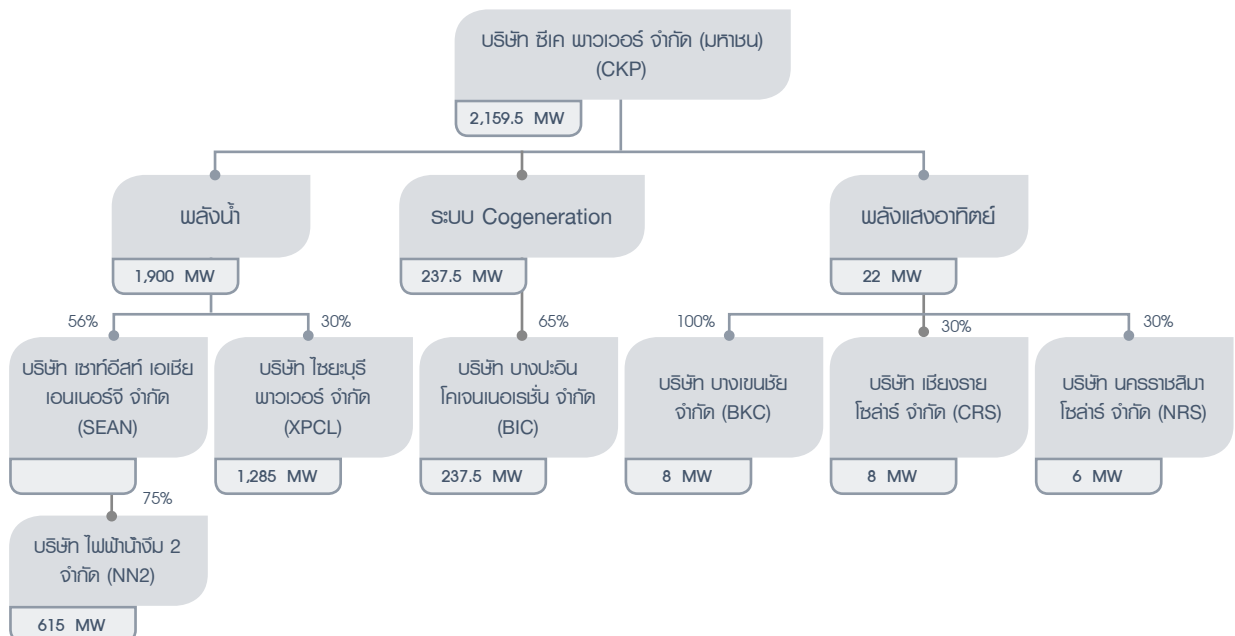 บริษัท ซีเค พาวเวอร์ จำกัด (มหาชน)
(CKP)
2,159.5 MW
พลังน้ำ
ระบบ Cogeneration
พลังแสงอาทิตย์
1,900 MW
237.5 MW
22 MW
56%
30%
65%
100%
30%
30%
บริษัท เซาท์อีสท์ เอเชีย
เอนเนอร์จี จำกัด
(SEAN)
บริษัท ไซยะบุรี
พาวเวอร์ จำกัด
(XPCL)
บริษัท บางปะอิน
โคเจนเนอเรชั่น จำกัด
(BIC)
บริษัท บางเขนชัย
จำกัด (BKC)
บริษัท เชียงราย
โซล่าร์ จำกัด (CRS)
บริษัท นครราชสิมา
โซล่าร์ จำกัด (NRS)
1,285 MW
237.5 MW
8 MW
8 MW
6 MW
75%
บริษัท ไฟฟ้าน้ำงึม 2
จำกัด (NN2)
615 MW